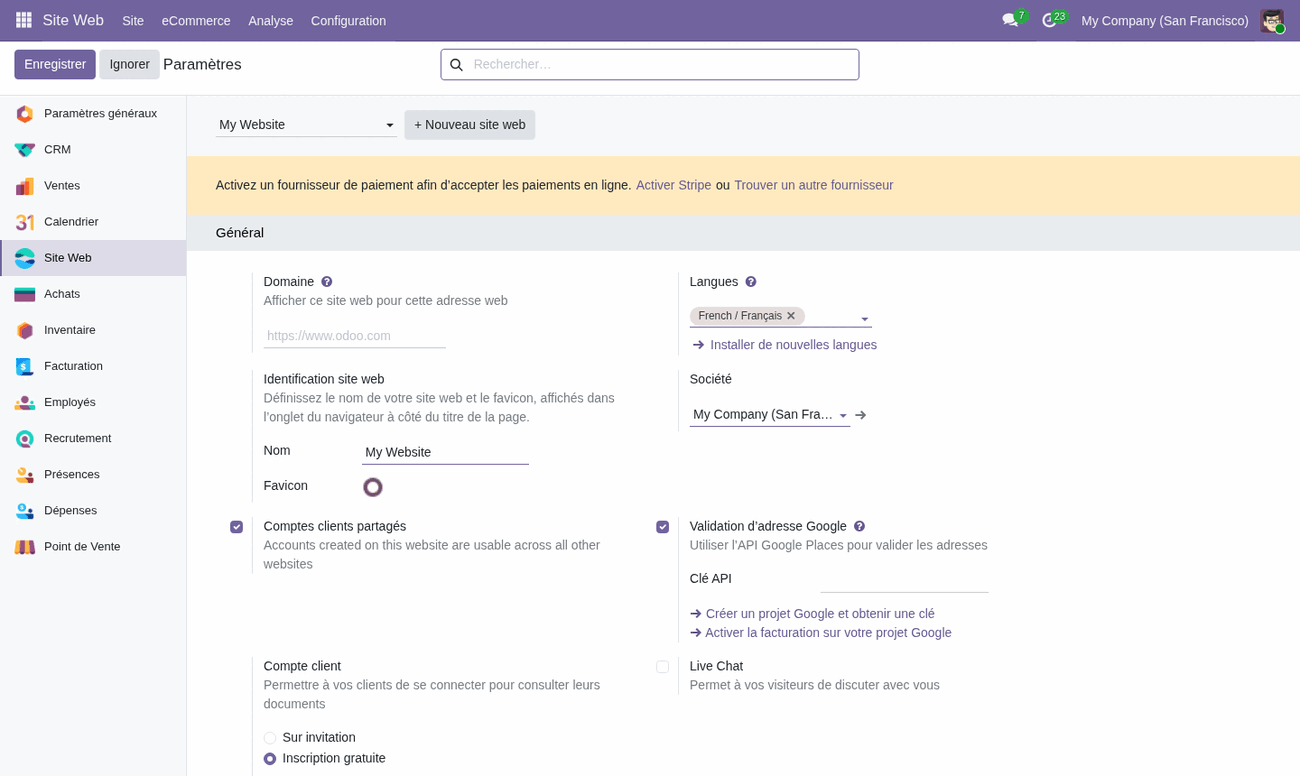 Site Web Site eCommerce Analyse Configuration 7 23 My Company (San Francisco)
Enregistrer Ignorer Paramètres Rechercher…
Paramètres généraux
CRM
Ventes
31 Calendrier
Site Web
Achats
Inventaire
Facturation
Employés
Recrutement
Présences
Dépenses
Point de Vente
My Website + Nouveau site web
Activez un fournisseur de paiement afin d’accepter les paiements en ligne. Activer Stripe ou Trouver un autre fournisseur
Général
Domaine ?
Afficher ce site web pour cette adresse web
https://www.odoo.com
Langues ?
French / Français
Installer de nouvelles langues
Identification site web
Définissez le nom de votre site web et le favicon, affichés dans
l’onglet du navigateur à côté du titre de la page.
Nom My Website
Favicon
Société
My Company (San Fra…
Comptes clients partagés
Accounts created on this website are usable across all other
websites
Validation d’adresse Google ?
Utiliser l’API Google Places pour valider les adresses
Clé API
Créer un projet Google et obtenir une clé
Activer la facturation sur votre projet Google
Compte client
Permettre à vos clients de se connecter pour consulter leurs
documents
Sur invitation
Inscription gratuite
Live Chat
Permet à vos visiteurs de discuter avec vous